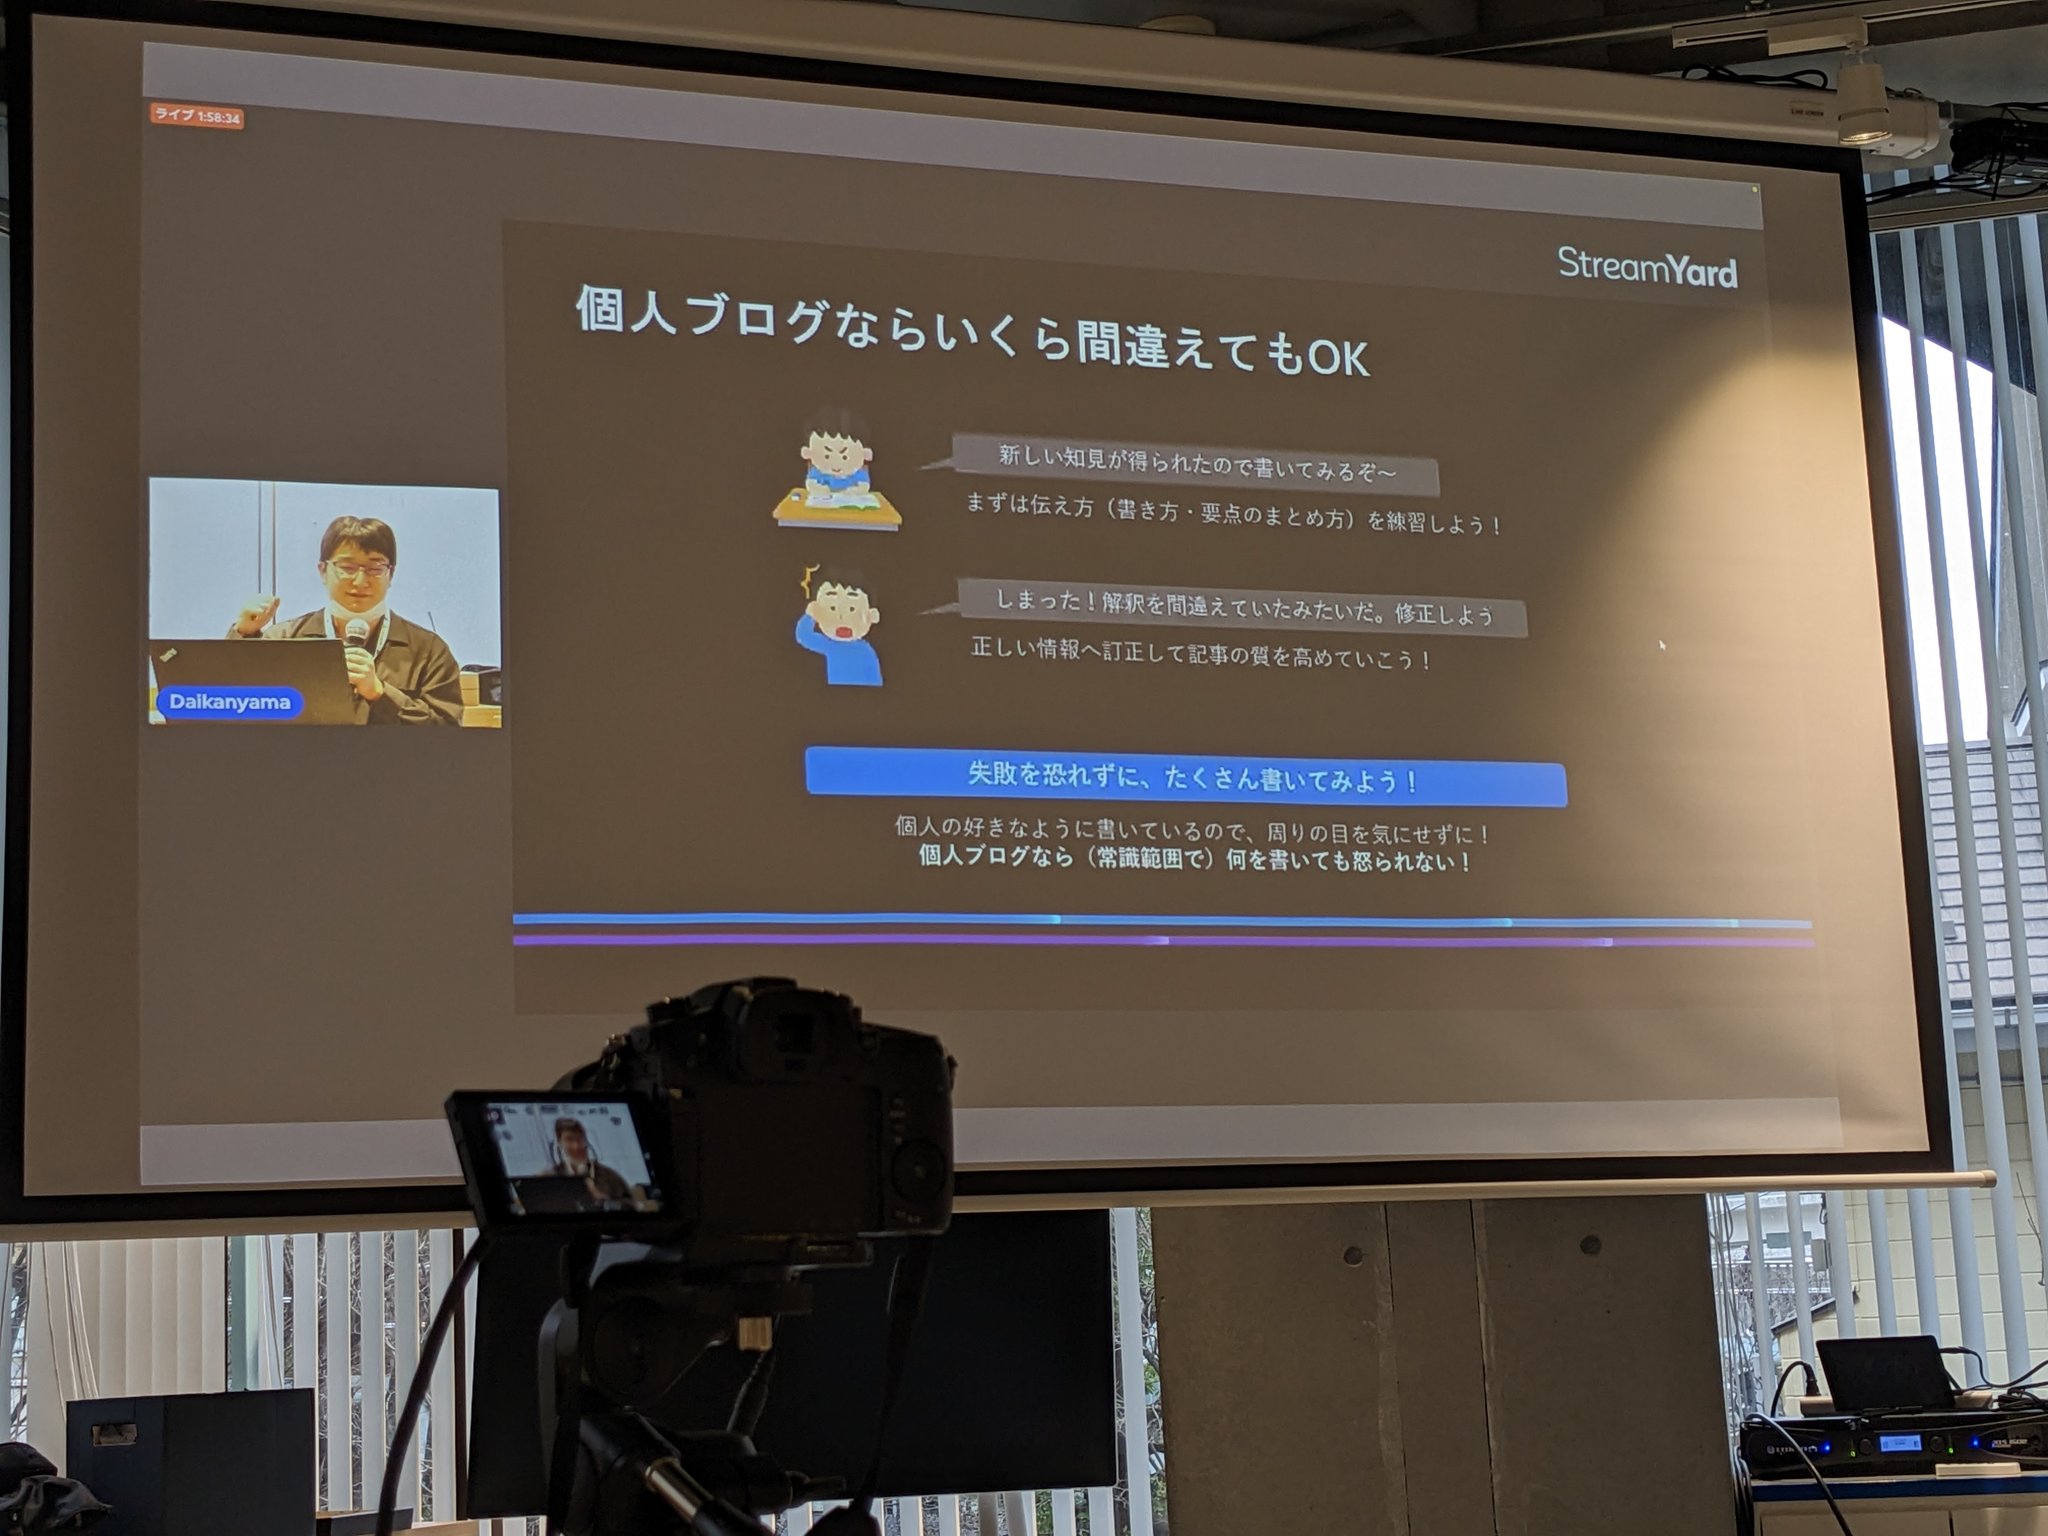 ライブ 1:58:34
StreamYard
個人ブログならいくら間違えてもOK
新しい知見が得られたので書いてみるぞ〜
まずは伝え方（書き方・要点のまとめ方）を練習しよう！
しまった！解釈を間違えていたみたいだ。修正しよう
正しい情報へ訂正して記事の質を高めていこう！
Daikanyama
失敗を恐れずに、たくさん書いてみよう！
個人の好きなように書いているので、周りの目を気にせずに！
個人ブログなら（常識範囲で）何を書いても怒られない！